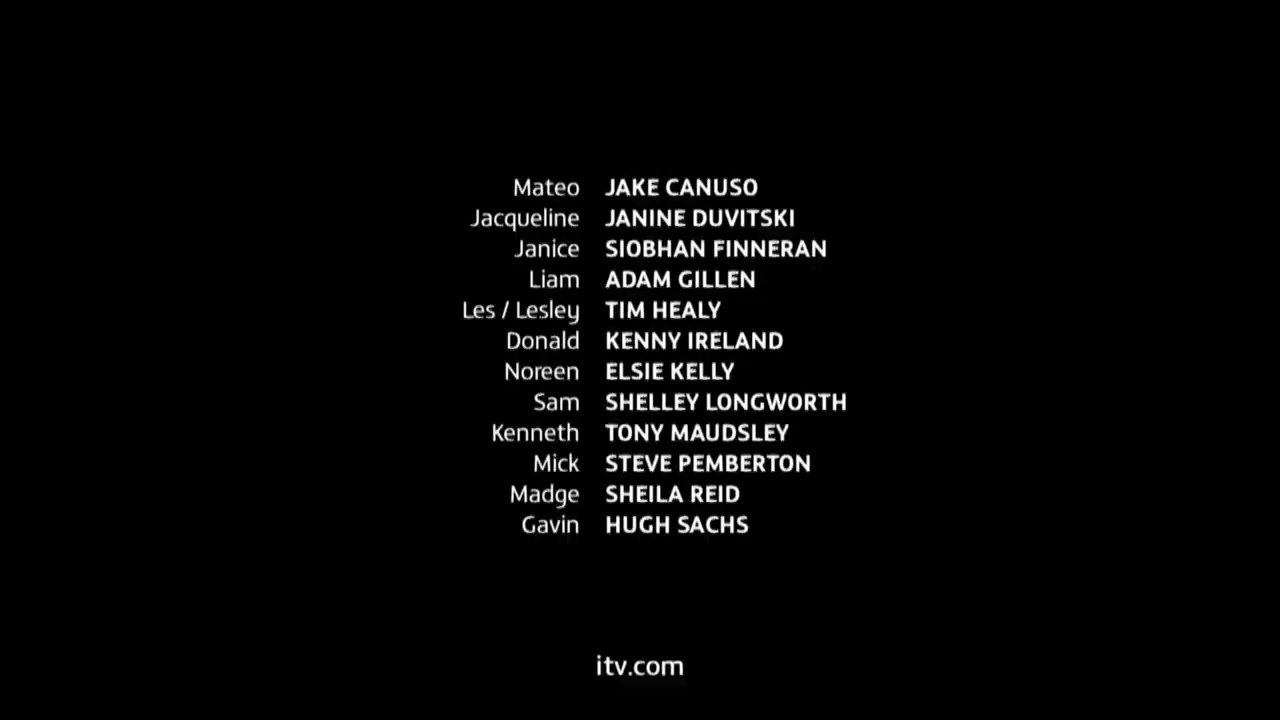 Mateo JAKE CANUSO
Jacqueline JANINE DUVITSKI
Janice SIOBHAN FINNERAN
Liam ADAM GILLEN
Les / Lesley TIM HEALY
Donald KENNY IRELAND
Noreen ELSIE KELLY
Sam SHELLEY LONGWORTH
Kenneth TONY MAUDSLEY
Mick STEVE PEMBERTON
Madge SHEILA REID
Gavin HUGH SACHS
itv.com